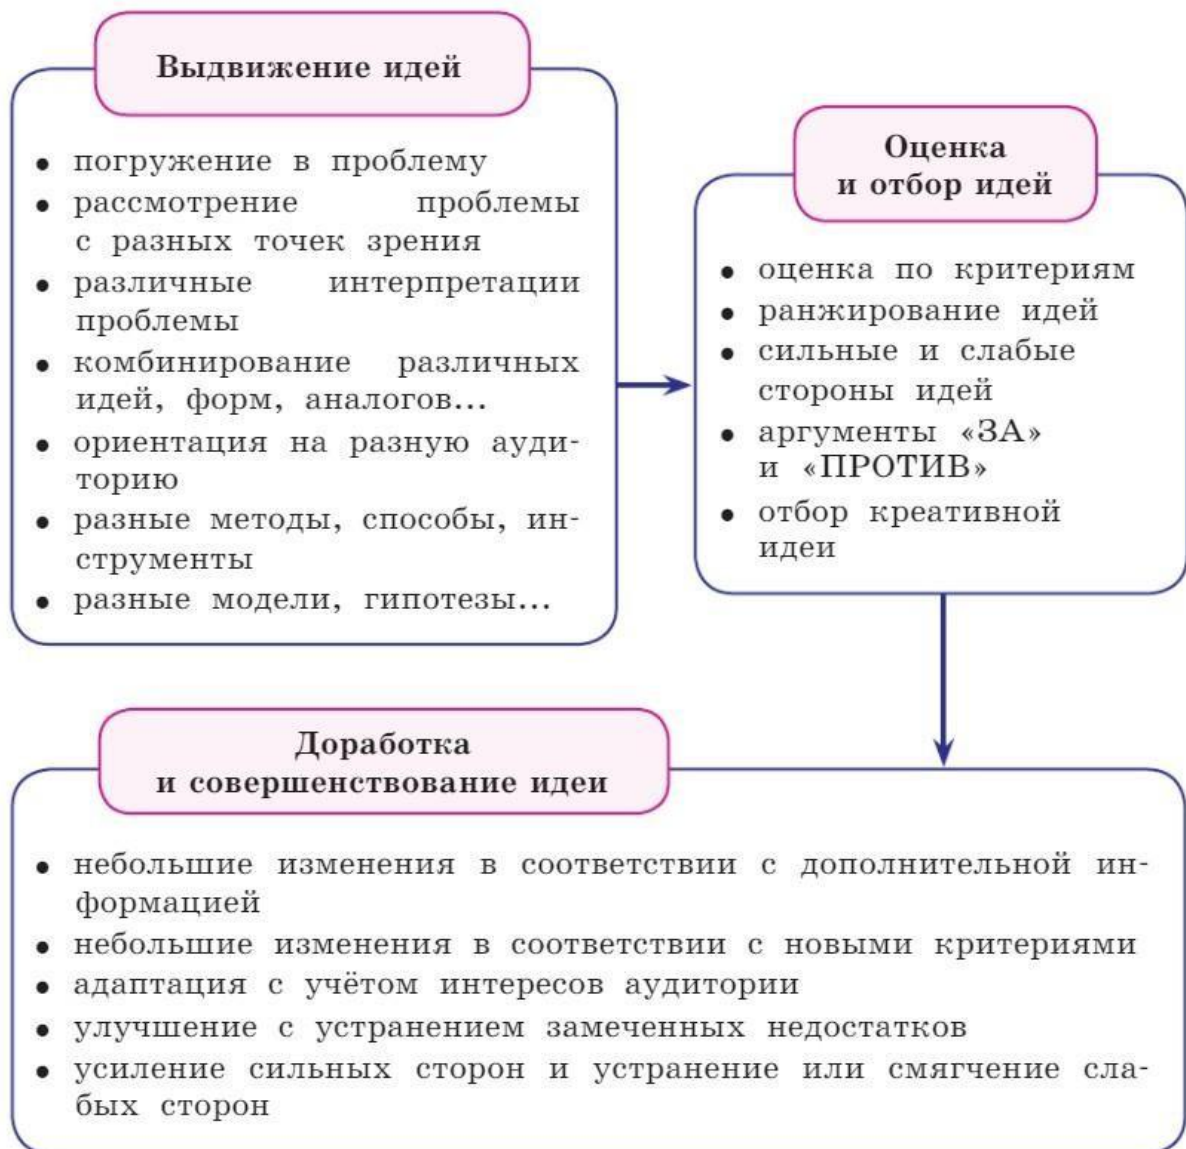 Выдвижение идей
• погружение в проблему
• рассмотрение проблемы
с разных точек зрения
• различные интерпретации
проблемы
• комбинирование различных
идей, форм, аналогов...
• ориентация на разную ауди-
торию
• разные методы, способы, ин-
струменты
• разные модели, гипотезы...
Оценка
и отбор идей
• оценка по критериям
• ранжирование идей
• сильные и слабые
стороны идей
• аргументы «ЗА»
и «ПРОТИВ»
• отбор креативной
идеи
Доработка
и совершенствование идеи
• небольшие изменения в соответствии с дополнительной ин-
формацией
• небольшие изменения в соответствии с новыми критериями
• адаптация с учётом интересов аудитории
• улучшение с устранением замеченных недостатков
• усиление сильных сторон и устранение или смягчение сла-
бых сторон